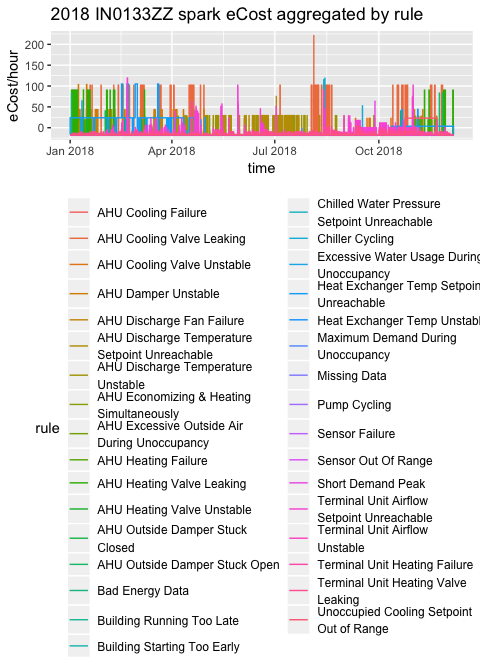 2018 IN0133ZZ spark eCost aggregated by rule
eCost/hour
200
150
100
50
0
Jan 2018
Apr 2018
Jul 2018
Oct 2018
time
rule
AHU Cooling Failure
AHU Cooling Valve Leaking
AHU Cooling Valve Unstable
AHU Damper Unstable
AHU Discharge Fan Failure
AHU Discharge Temperature
Setpoint Unreachable
AHU Discharge Temperature
Unstable
AHU Economizing & Heating
Simultaneously
AHU Excessive Outside Air
During Unoccupancy
AHU Heating Failure
AHU Heating Valve Leaking
AHU Heating Valve Unstable
AHU Outside Damper Stuck
Closed
AHU Outside Damper Stuck Open
Bad Energy Data
Building Running Too Late
Building Starting Too Early
Chilled Water Pressure
Setpoint Unreachable
Chiller Cycling
Excessive Water Usage During
Unoccupancy
Heat Exchanger Temp Setpoin
Unreachable
Heat Exchanger Temp Unstabl
Maximum Demand During
Unoccupancy
Missing Data
Pump Cycling
Sensor Failure
Sensor Out Of Range
Short Demand Peak
Terminal Unit Airflow
Setpoint Unreachable
Terminal Unit Airflow
Unstable
Terminal Unit Heating Failure
Terminal Unit Heating Valve
Leaking
Unoccupied Cooling Setpoint
Out of Range